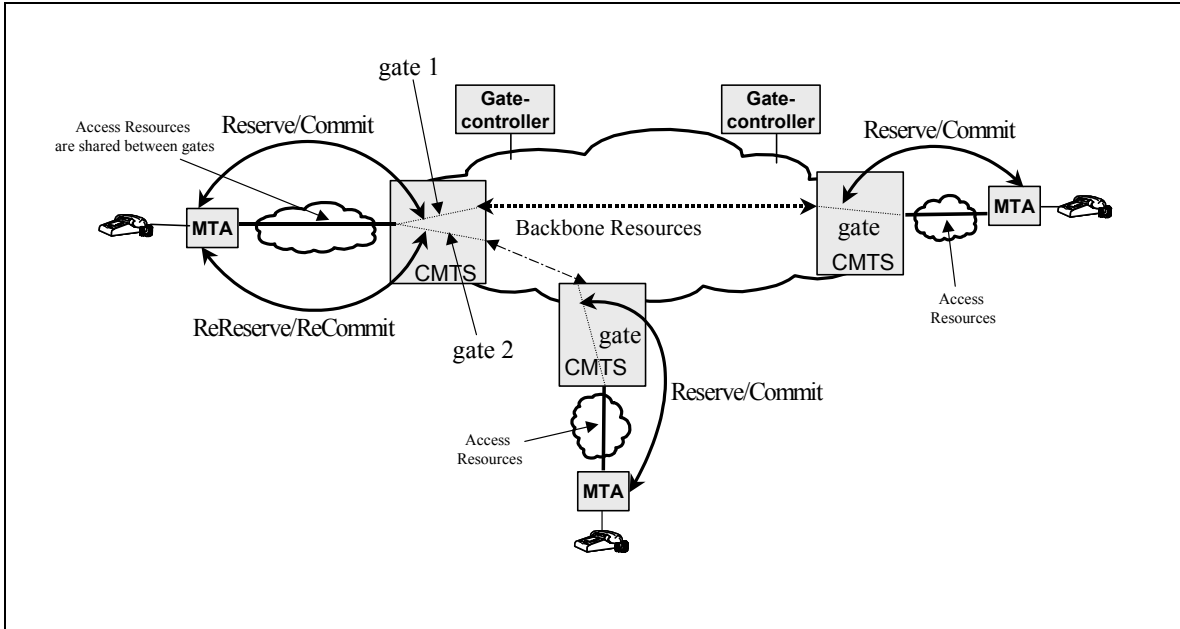 gate 1
Gate-
controller
Gate-
controller
Access Resources
are shared between gates
Reserve/Commit
Reserve/Commit
MTA
MTA
Backbone Resources
gate
CMTS
CMTS
Access
Resources
ReReserve/ReCommit
gate 2
gate
CMTS
Reserve/Commit
Access
Resources
MTA